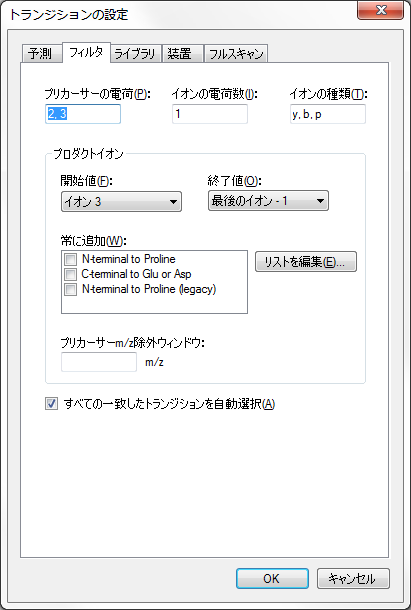 トランジションの設定
予測 フィルタ ライブラリ 装置 フルスキャン
プリカーサーの電荷(P): イオンの電荷数(I): イオンの種類(T):
2, 3 1 y, b, p
プロダクトイオン
開始値(F): 終了値(O):
イオン 3 最後のイオン - 1
常に追加(W):
N-terminal to Proline リストを編集(E)...
C-terminal to Glu or Asp
N-terminal to Proline (legacy)
プリカーサーm/z除外ウィンドウ:
m/z
すべての一致したトランジションを自動選択(A)
OK キャンセル